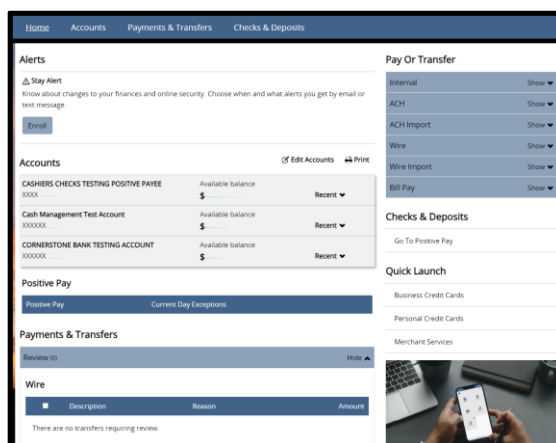 Home Accounts Payments & Transfers Checks & Deposits
Alerts
Stay Alert
Know about changes to your finances and online security. Choose when and what alerts you get by email or
text message.
Enroll
Accounts
Edit Accounts Print
CASHIERS CHECKS TESTING POSITIVE PAYEE Available balance
XXXX $ Recent
Cash Management Test Account Available balance
XXXXXX $ Recent
CORNERSTONE BANK TESTING ACCOUNT Available balance
XXXXXX $ Recent
Positive Pay
Positive Pay Current Day Exceptions
Payments & Transfers
Review (0) Hide
Wire
Description Reason Amount
There are no transfers requiring review.
Pay Or Transfer
Internal Show
ACH Show
ACH Import Show
Wire Show
Wire Import Show
Bill Pay Show
Checks & Deposits
Go To Positive Pay
Quick Launch
Business Credit Cards
Personal Credit Cards
Merchant Services